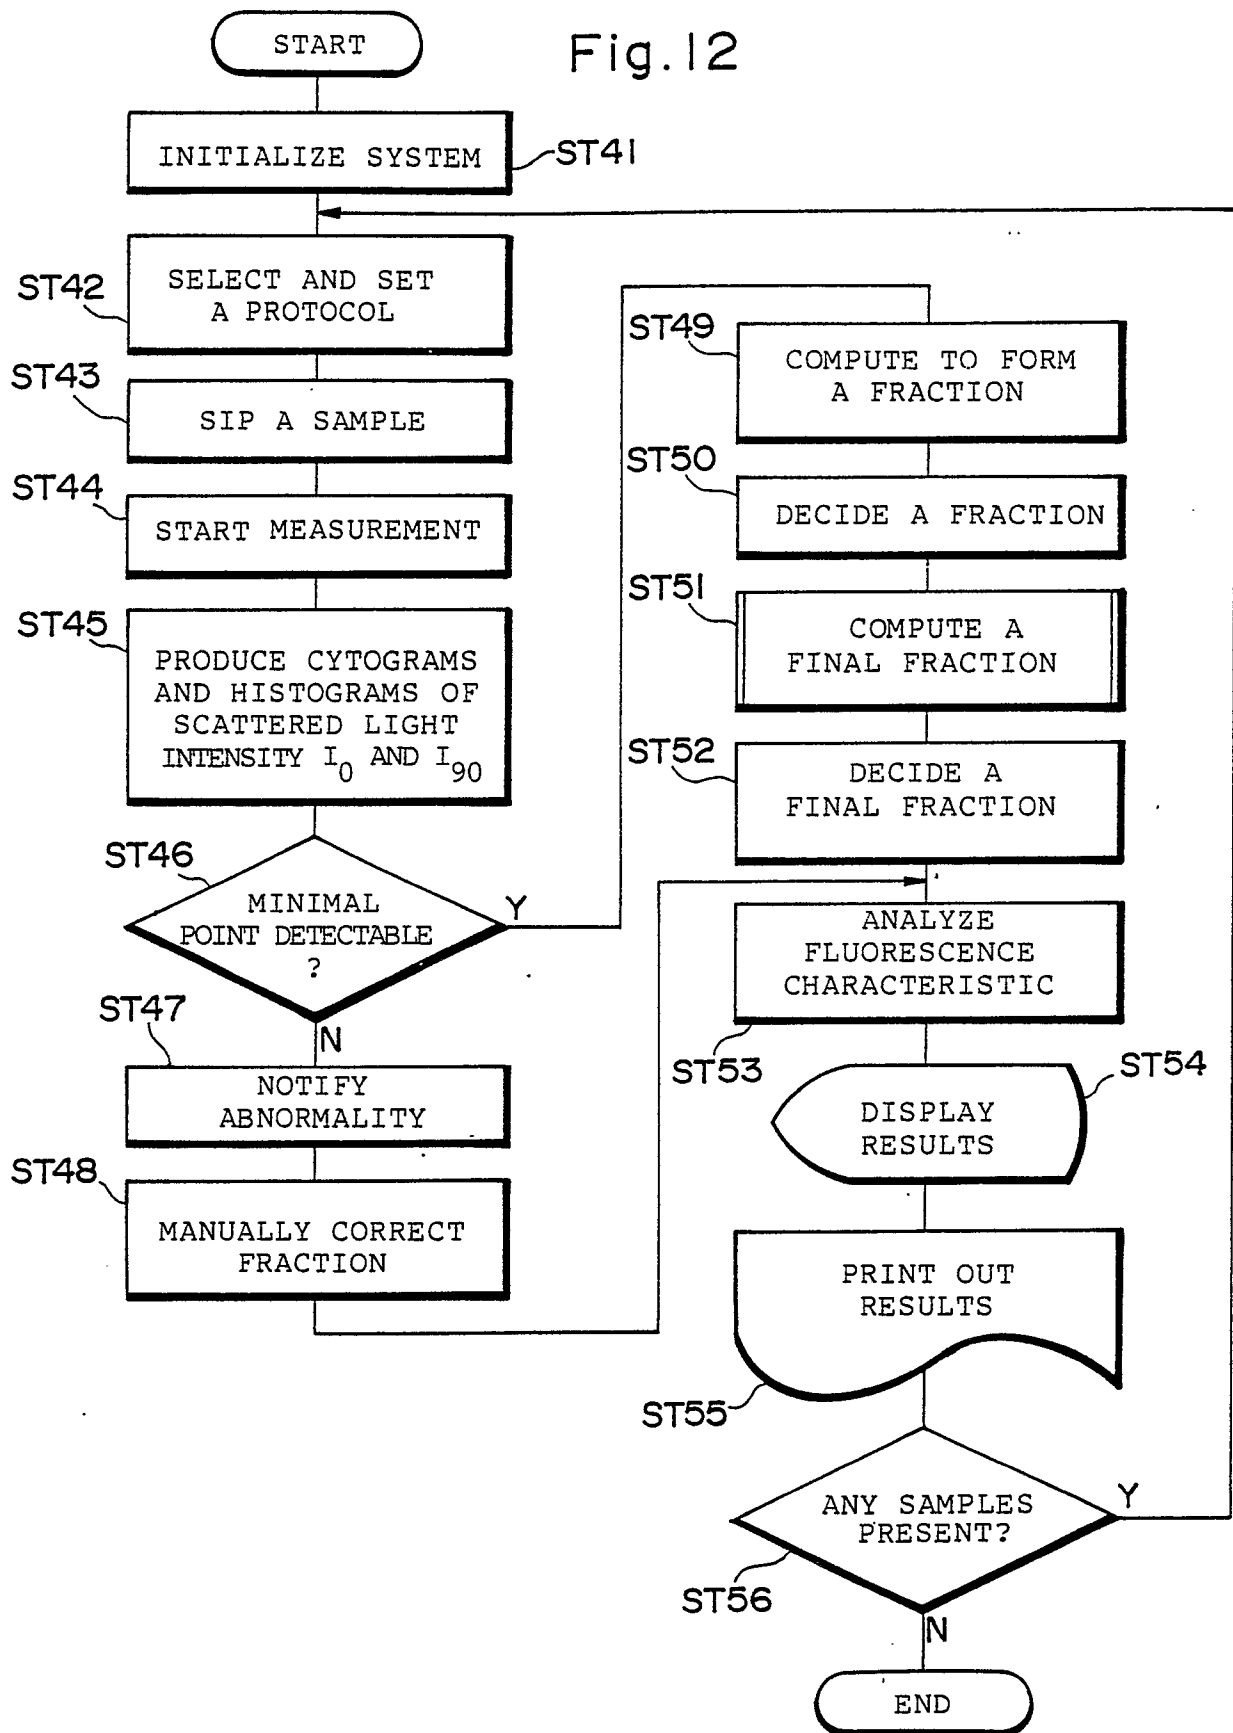 Fig.12
START
INITIALIZE SYSTEM
ST41
ST42
SELECT AND SET
A PROTOCOL
ST43
SIP A SAMPLE
ST44
START MEASUREMENT
ST45
PRODUCE CYTOGRAMS
AND HISTOGRAMS OF
SCATTERED LIGHT
INTENSITY I0 AND I90
ST46
MINIMAL
POINT DETECTABLE
?
Y
N
ST47
NOTIFY
ABNORMALITY
ST48
MANUALLY CORRECT
FRACTION
ST49
COMPUTE TO FORM
A FRACTION
ST50
DECIDE A FRACTION
ST51
COMPUTE A
FINAL FRACTION
ST52
DECIDE A
FINAL FRACTION
ANALYZE
FLUORESCENCE
CHARACTERISTIC
ST53
ST54
DISPLAY
RESULTS
PRINT OUT
RESULTS
ST55
ANY SAMPLES
PRESENT?
Y
ST56
N
END